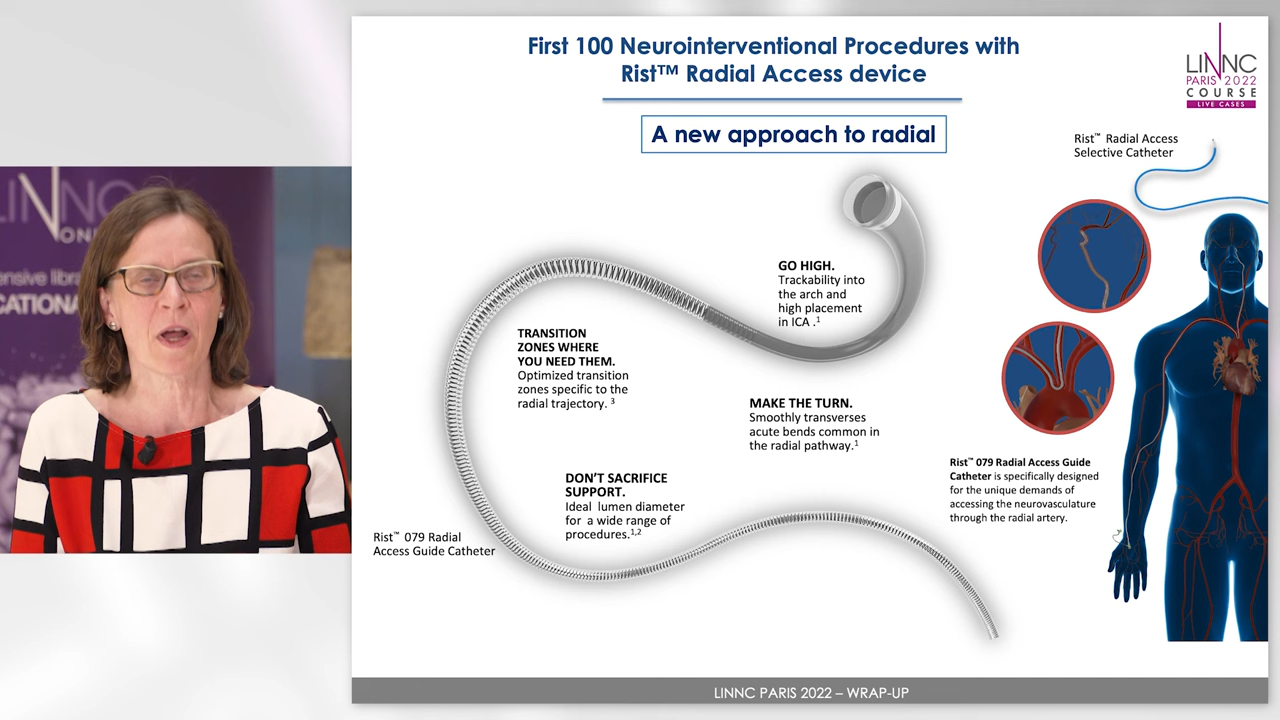 First 100 Neurointerventional Procedures with
Rist™ Radial Access device
LINNC
PARIS 2022
COURSE
LIVE CASES
A new approach to radial
Rist™ Radial Access
Selective Catheter
GO HIGH.
Trackability into
the arch and
high placement
in ICA .1
TRANSITION
ZONES WHERE
YOU NEED THEM.
Optimized transition
zones specific to the
radial trajectory. 3
MAKE THE TURN.
Smoothly transverses
acute bends common in
the radial pathway.1
DON’T SACRIFICE
SUPPORT.
Ideal lumen diameter
for a wide range of
procedures.1,2
Rist™ 079 Radial Access Guide
Catheter is specifically designed
for the unique demands of
accessing the neurovasculature
through the radial artery.
Rist™ 079 Radial
Access Guide Catheter
LINNC PARIS 2022 – WRAP-UP
LINNC